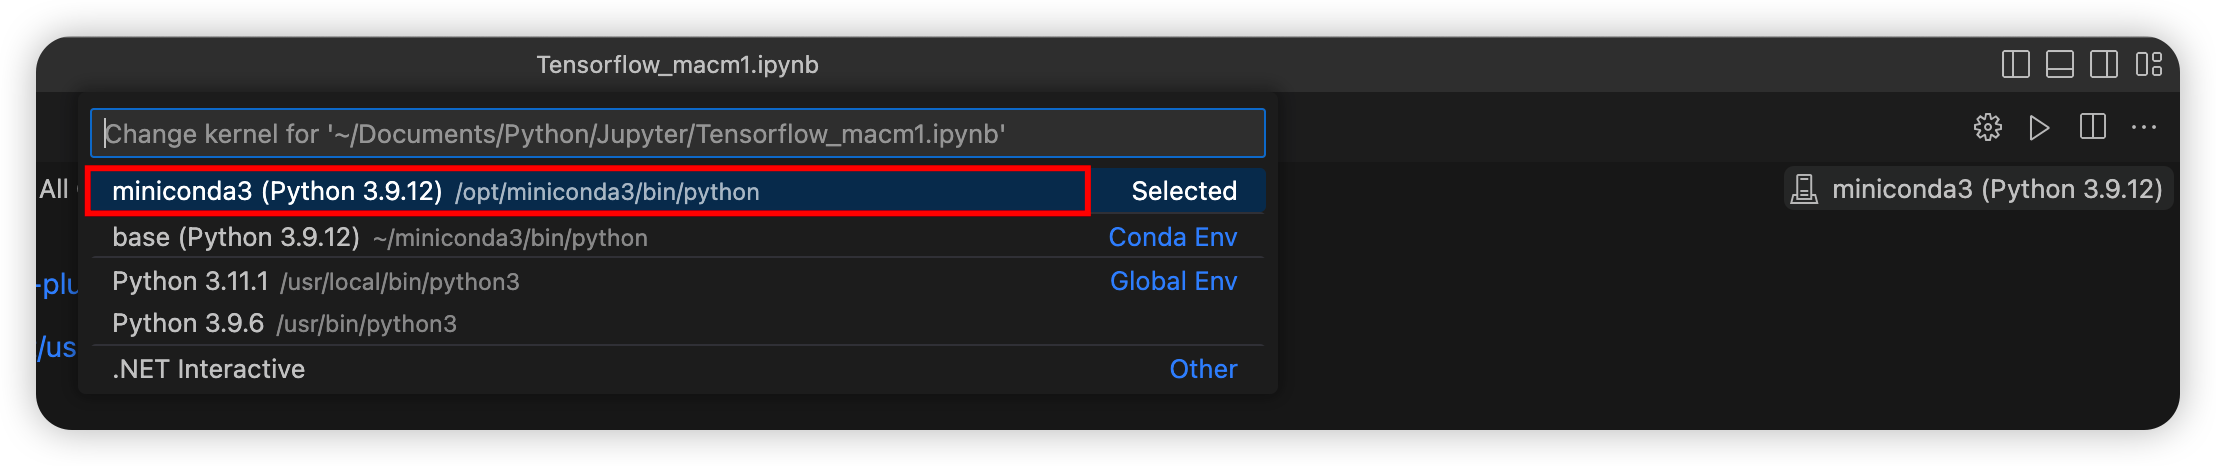 Tensorflow_macm1.ipynb
Change kernel for '~/Documents/Python/Jupyter/Tensorflow_macm1.ipynb'
All
miniconda3 (Python 3.9.12) /opt/miniconda3/bin/python Selected
miniconda3 (Python 3.9.12)
base (Python 3.9.12) ~/miniconda3/bin/python Conda Env
-plu
Python 3.11.1 /usr/local/bin/python3 Global Env
Python 3.9.6 /usr/bin/python3
/us
.NET Interactive Other